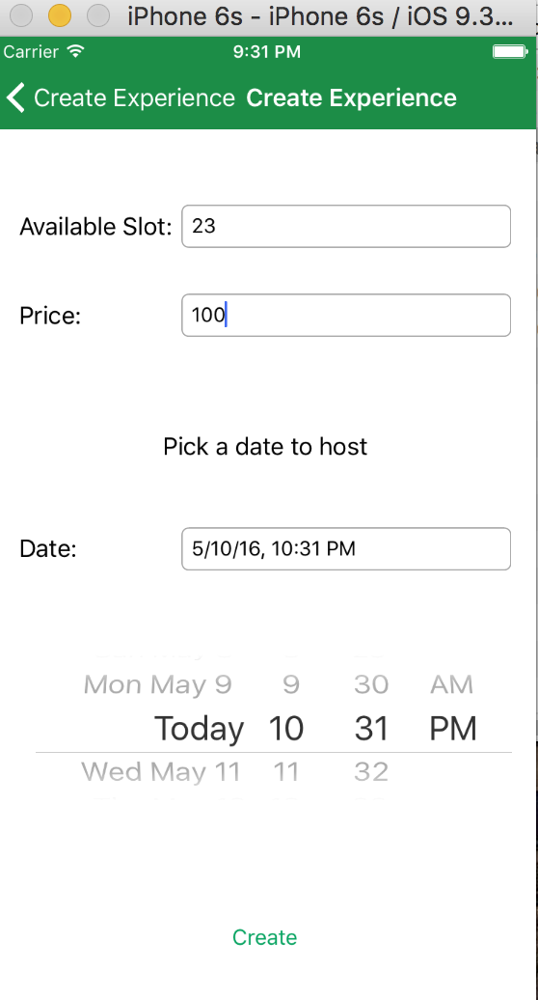 iPhone 6s - iPhone 6s / iOS 9.3...
Carrier 9:31 PM
Create Experience Create Experience
Available Slot: 23
Price: 100
Pick a date to host
Date: 5/10/16, 10:31 PM
Mon May 9 9 30 AM
Today 10 31 PM
Wed May 11 11 32
Create